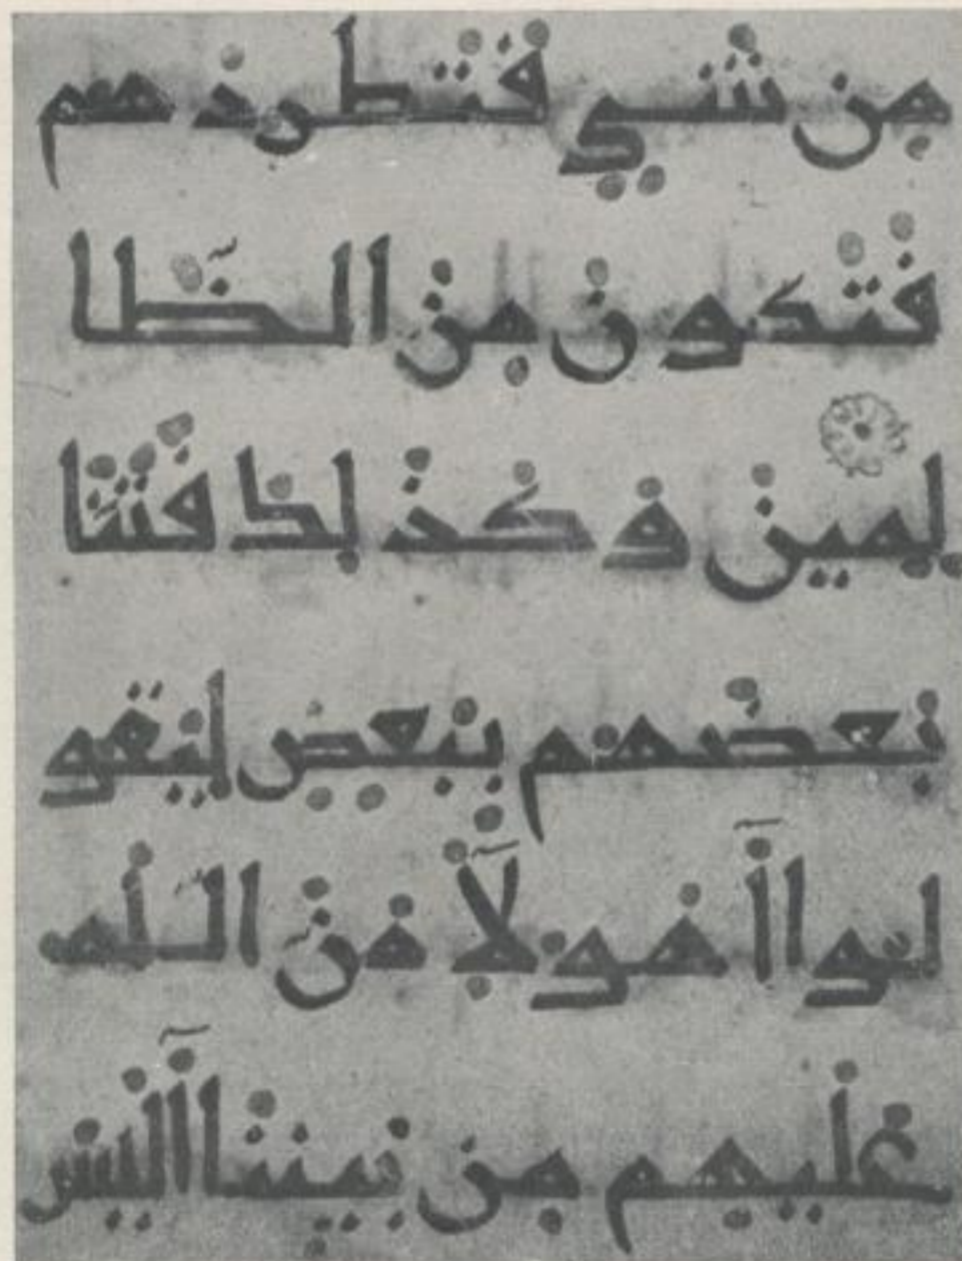 من شي فتطردهم
فتكون من الظا
لمين وكذلك فتنا
بعضهم ببعض ليقو
لوا أهولا من الله
عليهم من بيننا أليس